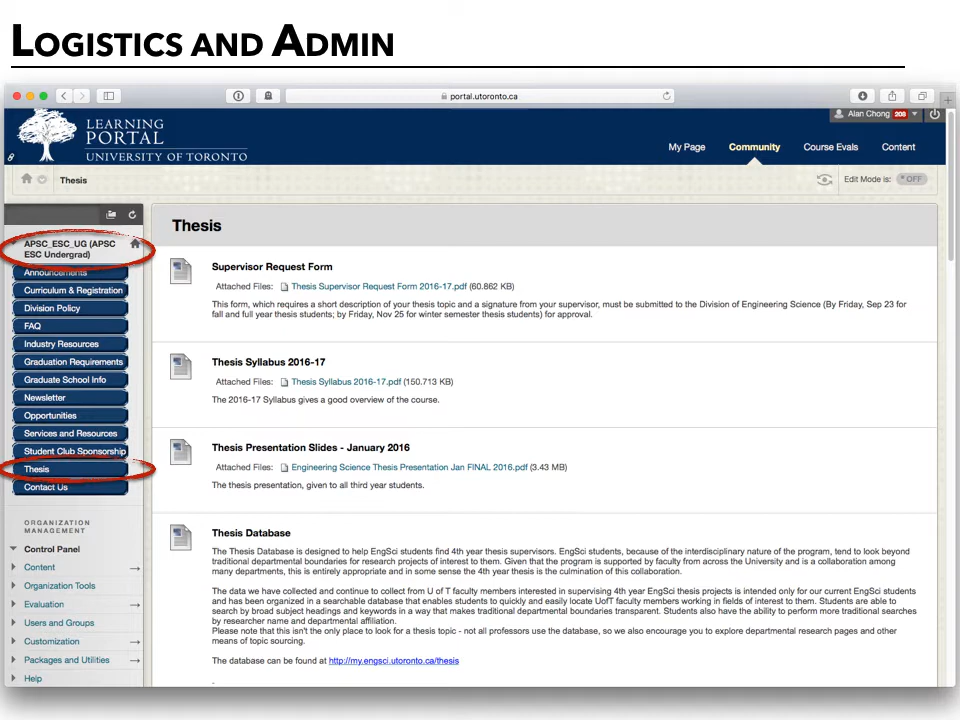 LOGISTICS AND ADMIN
portal.utoronto.ca
LEARNING
PORTAL
UNIVERSITY OF TORONTO
Alan Chong 208
My Page Community Course Evals Content
Thesis
Edit Mode is: OFF
APSC_ESC_UG (APSC
ESC Undergrad)
Announcements
Curriculum & Registration
Division Policy
FAQ
Industry Resources
Graduation Requirements
Graduate School Info
Newsletter
Opportunities
Services and Resources
Student Club Sponsorship
Thesis
Contact Us
ORGANIZATION
MANAGEMENT
Control Panel
Content
Organization Tools
Evaluation
Users and Groups
Customization
Packages and Utilities
Help
Thesis
Supervisor Request Form
Attached Files: Thesis Supervisor Request Form 2016-17.pdf (60.862 KB)
This form, which requires a short description of your thesis topic and a signature from your supervisor, must be submitted to the Division of Engineering Science (By Friday, Sep 23 for
fall and full year thesis students; by Friday, Nov 25 for winter semester thesis students) for approval.
Thesis Syllabus 2016-17
Attached Files: Thesis Syllabus 2016-17.pdf (150.713 KB)
The 2016-17 Syllabus gives a good overview of the course.
Thesis Presentation Slides - January 2016
Attached Files: Engineering Science Thesis Presentation Jan FINAL 2016.pdf (3.43 MB)
The thesis presentation, given to all third year students.
Thesis Database
The Thesis Database is designed to help EngSci students find 4th year thesis supervisors. EngSci students, because of the interdisciplinary nature of the program, tend to look beyond
traditional departmental boundaries for research projects of interest to them. Given that the program is supported by faculty from across the University and is a collaboration among
many departments, this is entirely appropriate and in some sense the 4th year thesis is the culmination of this collaboration.
The data we have collected and continue to collect from U of T faculty members interested in supervising 4th year EngSci thesis projects is intended only for our current EngSci students
and has been organized in a searchable database that enables students to quickly and easily locate UofT faculty members working in fields of interest to them. Students are able to
search by broad subject headings and keywords in a way that makes traditional departmental boundaries transparent. Students also have the ability to perform more traditional searches
by researcher name and departmental affiliation.
Please note that this isn't the only place to look for a thesis topic - not all professors use the database, so we also encourage you to explore departmental research pages and other
means of topic sourcing.
The database can be found at http://my.engsci.utoronto.ca/thesis